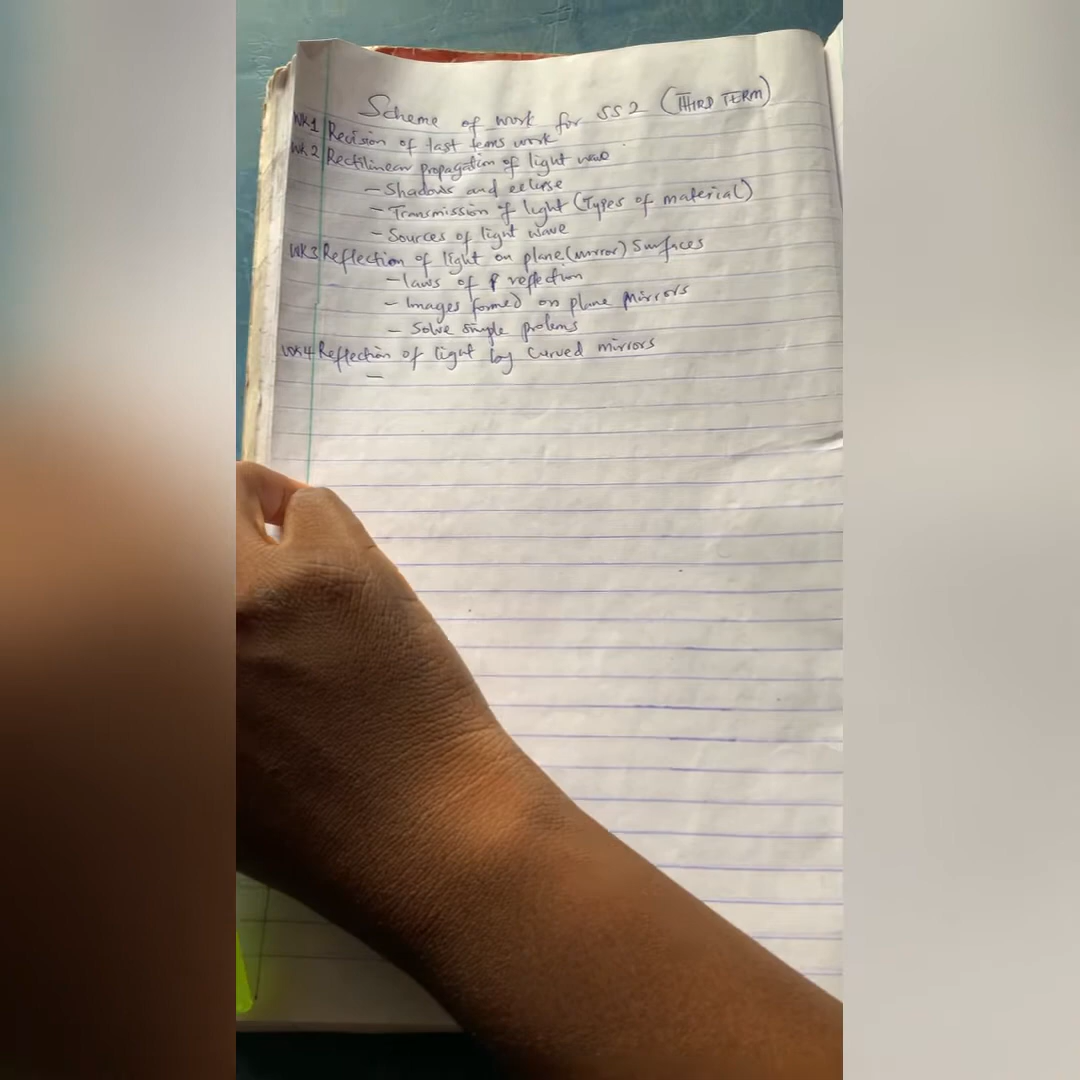 Scheme of work for SS2 (THIRD TERM)
WK1 Revision of last terms work
WK2 Rectilinear propagation of light wave
- Shadows and eclipse
- Transmission of light (Types of material)
- Sources of light wave
WK3 Reflection of light on plane (mirror) Surfaces
- laws of reflection
- Images formed on plane Mirrors
- Solve simple prolems
WK4 Reflection of light by Curved mirrors
-